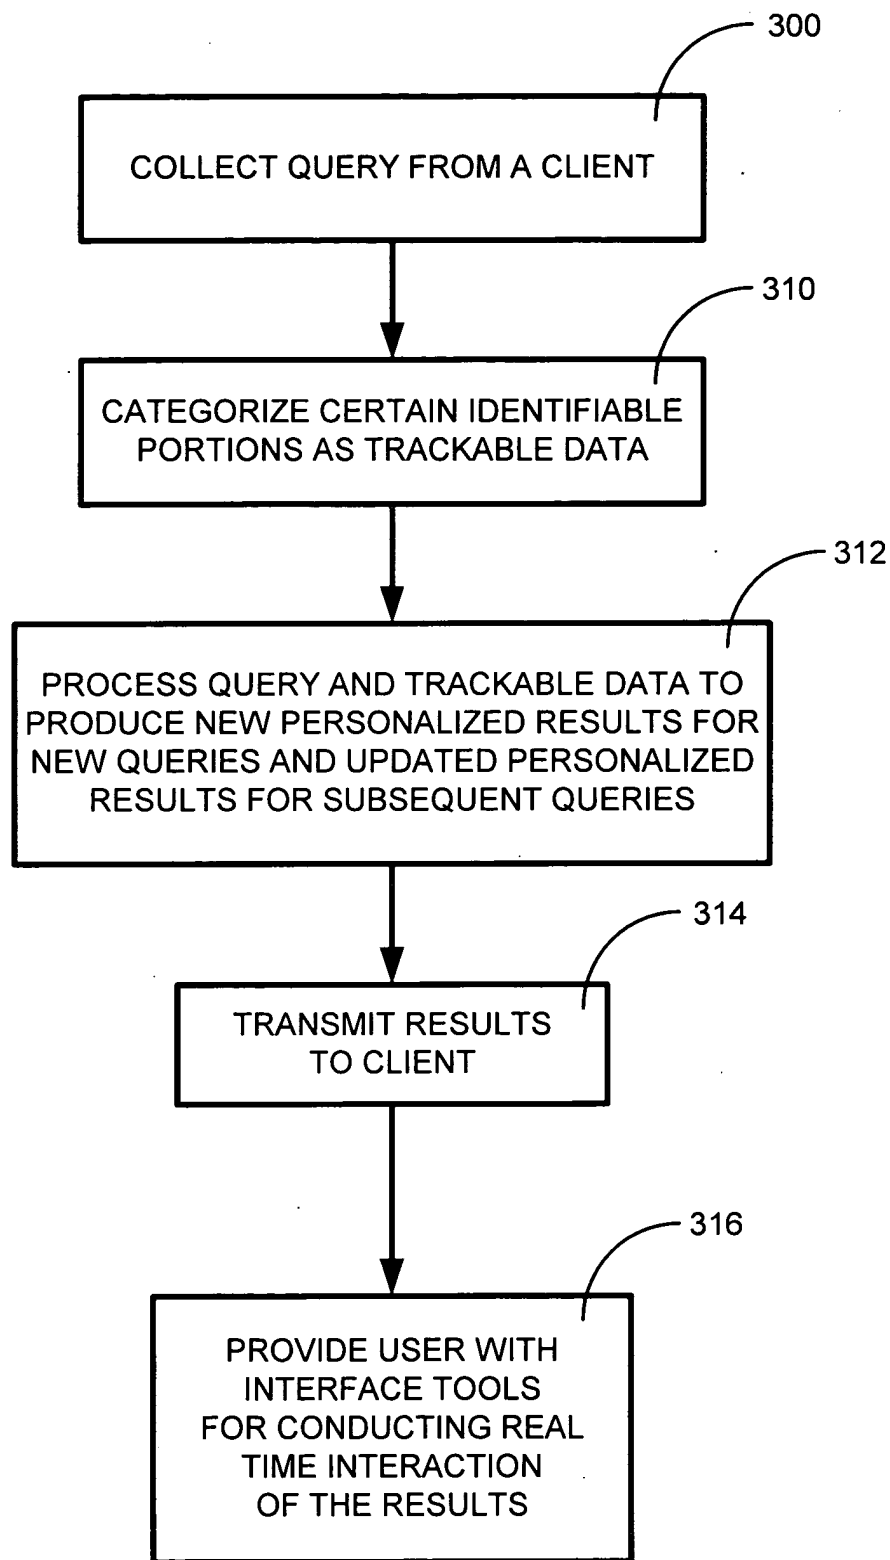 300
COLLECT QUERY FROM A CLIENT
310
CATEGORIZE CERTAIN IDENTIFIABLE
PORTIONS AS TRACKABLE DATA
312
PROCESS QUERY AND TRACKABLE DATA TO
PRODUCE NEW PERSONALIZED RESULTS FOR
NEW QUERIES AND UPDATED PERSONALIZED
RESULTS FOR SUBSEQUENT QUERIES
314
TRANSMIT RESULTS
TO CLIENT
316
PROVIDE USER WITH
INTERFACE TOOLS
FOR CONDUCTING REAL
TIME INTERACTION
OF THE RESULTS